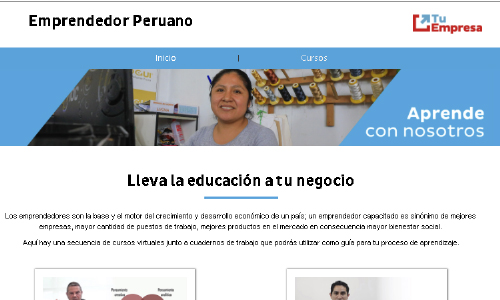 Emprendedor Peruano
Tu
Empresa
Inicio | Cursos
Aprende
con nosotros
Lleva la educación a tu negocio
Los emprendedores son la base y el motor del crecimiento y desarrollo económico de un país; un emprendedor capacitado es sinónimo de mejores
empresas, mayor cantidad de puestos de trabajo, mejores productos en el mercado en consecuencia mayor bienestar social.
Aquí hay una secuencia de cursos virtuales junto a cuadernos de trabajo que podrás utilizar como guía para tu proceso de aprendizaje.